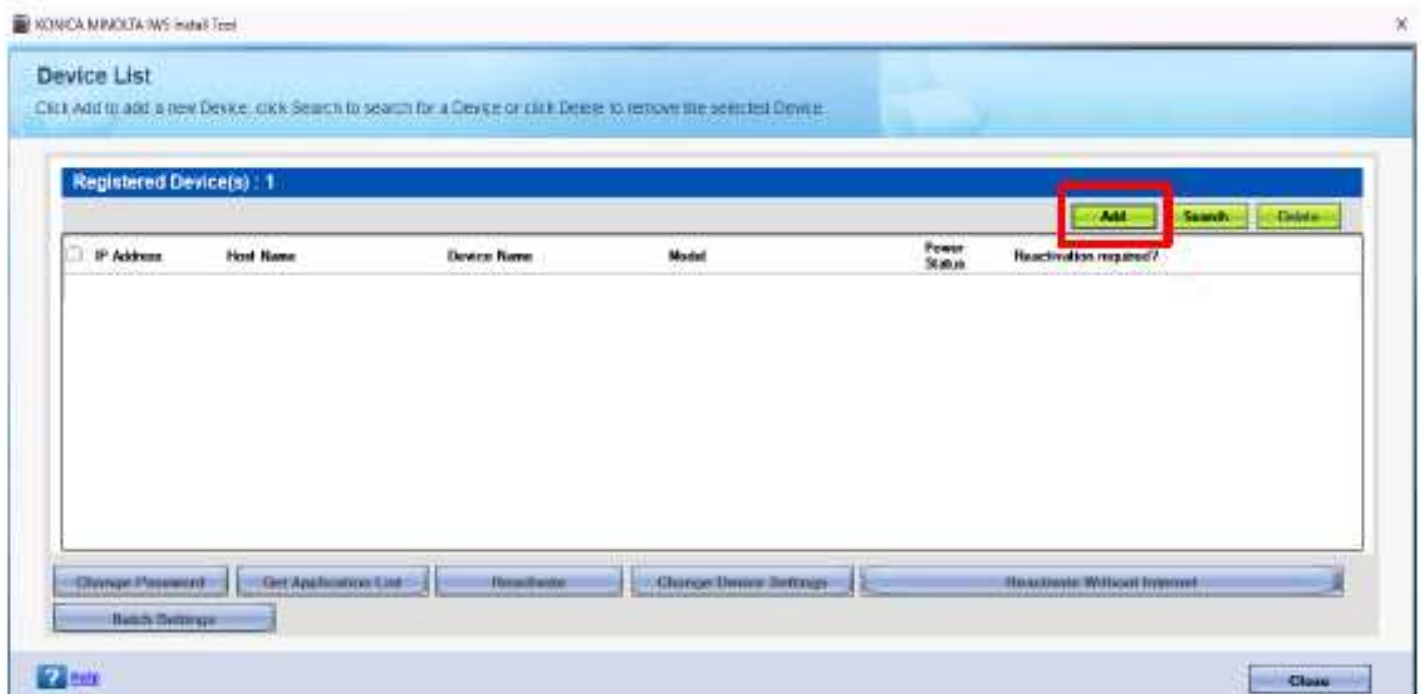 KONICA MINOLTA IWS Install Tool
Device List
Click Add to add a new Device, click Search to search for a Device or click Delete to remove the selected Device.
Registered Device(s) : 1
Add Search Delete
IP Address Host Name Device Name Model Power Status Reactivation required?
Change Password Get Application List Reactivate Change Device Settings Reactivate Without Internet
Batch Settings
Help Close